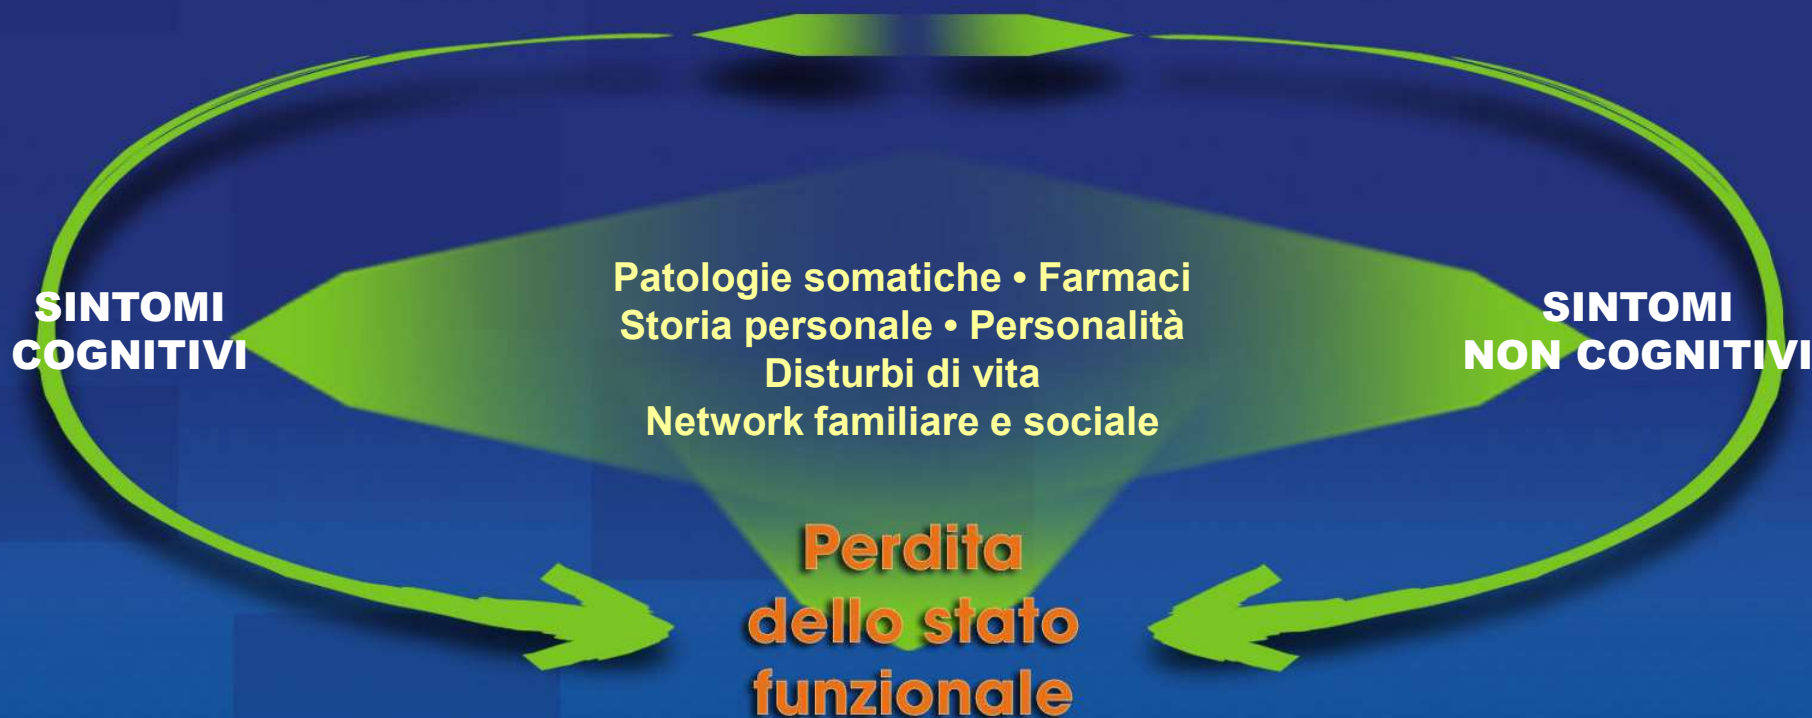 SINTOMI
COGNITIVI
Patologie somatiche • Farmaci
Storia personale • Personalità
Disturbi di vita
Network familiare e sociale
SINTOMI
NON COGNITIVI
Perdita
dello stato
funzionale